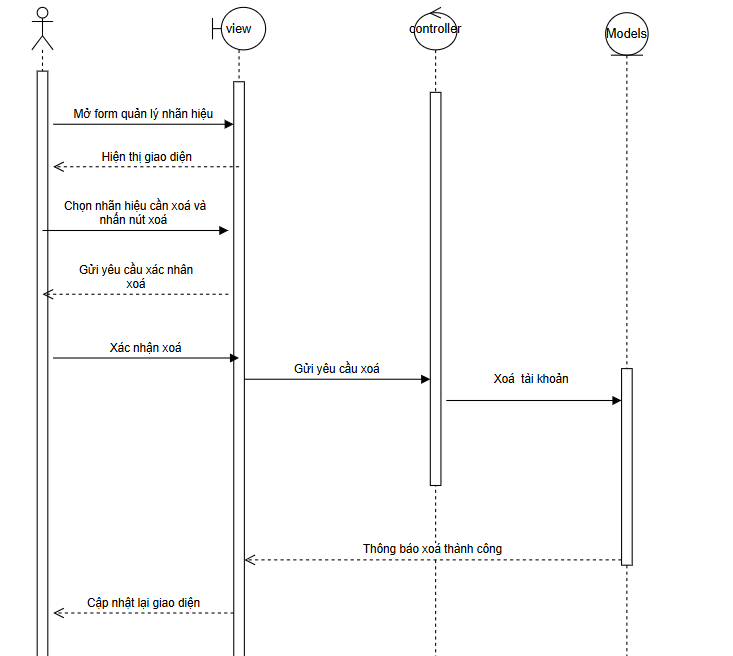 view
controller
Models
Mở form quản lý nhãn hiệu
Hiện thị giao diện
Chọn nhãn hiệu cần xoá và
nhấn nút xoá
Gửi yêu cầu xác nhân
xoá
Xác nhận xoá
Gửi yêu cầu xoá
Xoá tài khoản
Thông báo xoá thành công
Cập nhật lại giao diện